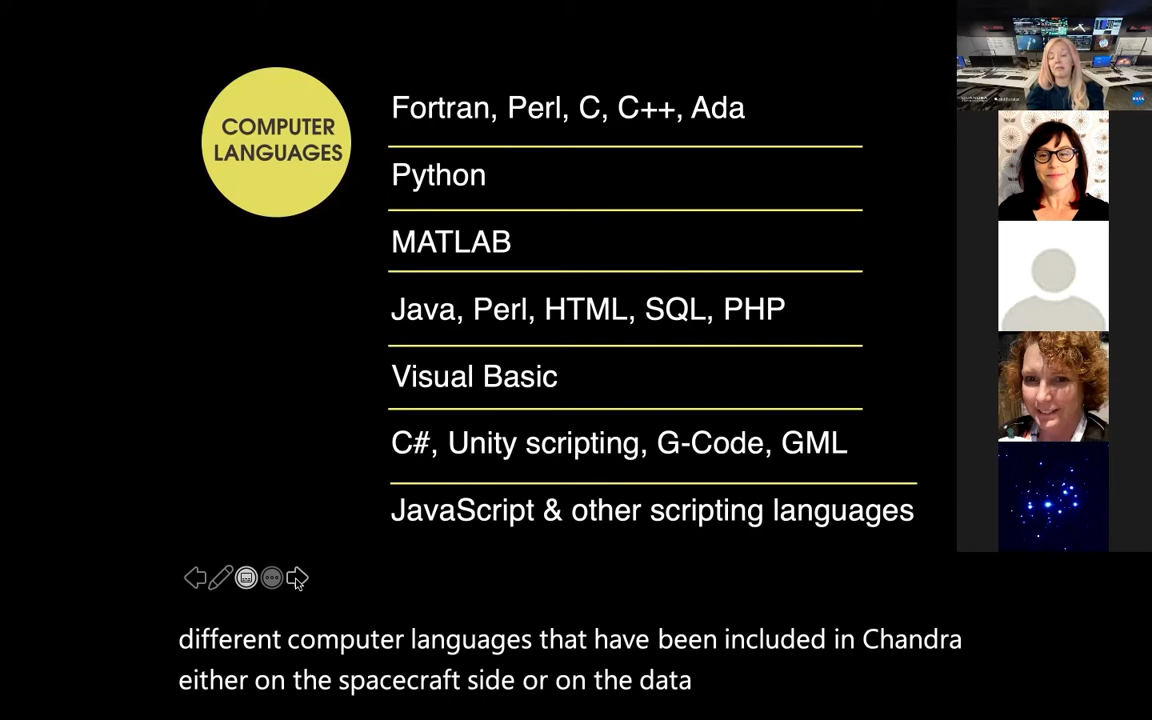 COMPUTER
LANGUAGES
Fortran, Perl, C, C++, Ada
Python
MATLAB
Java, Perl, HTML, SQL, PHP
Visual Basic
C#, Unity scripting, G-Code, GML
JavaScript & other scripting languages
different computer languages that have been included in Chandra
either on the spacecraft side or on the data